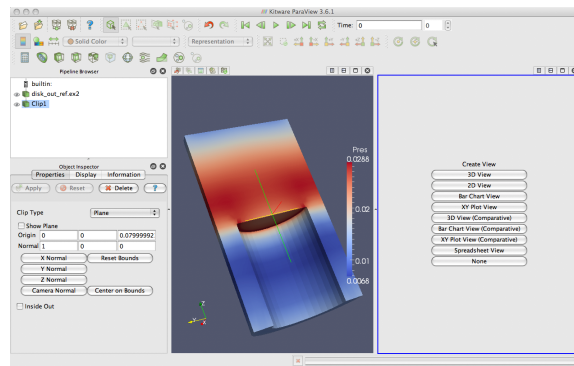 Kitware ParaView 3.6.1
Time: 0
0
Solid Color
Representation
Pipeline Browser
builtin:
disk_out_ref.ex2
Clip1
Object Inspector
Properties Display Information
Apply Reset Delete ?
Clip Type Plane
Show Plane
Origin 0 0 0.07999992
Normal 1 0 0
X Normal Reset Bounds
Y Normal
Z Normal
Camera Normal Center on Bounds
Inside Out
Pres
0.0288
0.02
0.01
0.0068
Z
Y
X
Create View
3D View
2D View
Bar Chart View
XY Plot View
3D View (Comparative)
Bar Chart View (Comparative)
XY Plot View (Comparative)
Spreadsheet View
None